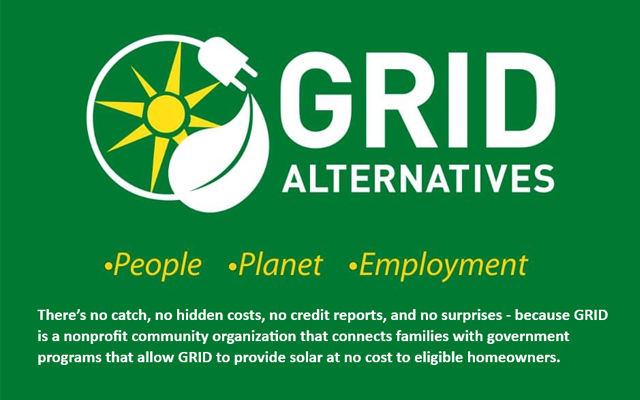 GRID
ALTERNATIVES
•People •Planet •Employment
There’s no catch, no hidden costs, no credit reports, and no surprises - because GRID
is a nonprofit community organization that connects families with government
programs that allow GRID to provide solar at no cost to eligible homeowners.